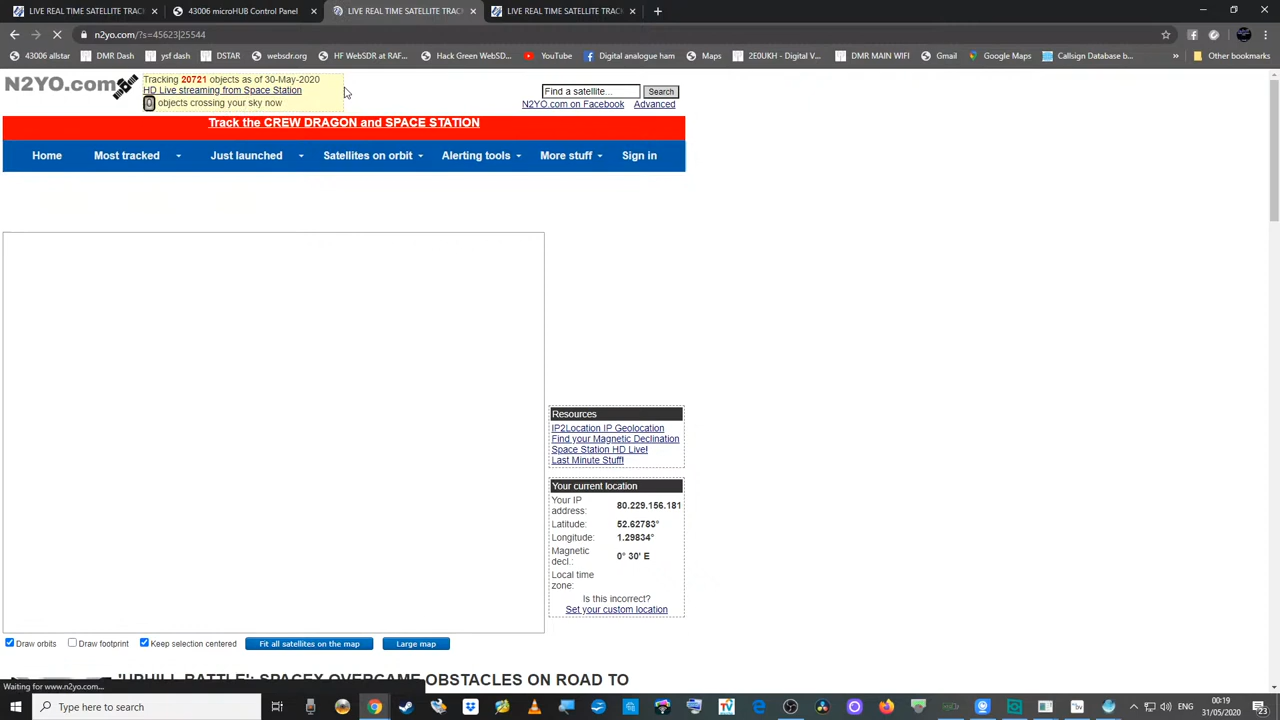 LIVE REAL TIME SATELLITE TRACK
43006 microHUB Control Panel
LIVE REAL TIME SATELLITE TRAC
LIVE REAL TIME SATELLITE TRAC
n2yo.com/?s=45623|25544
43006 allstar
DMR Dash
ysf dash
DSTAR
websdr.org
HF WebSDR at RAF...
Hack Green WebSD...
YouTube
Digital analogue ham
Maps
2E0UKH - Digital V...
DMR MAIN WIFI
Gmail
Google Maps
Callsign Database b...
Other bookmarks
N2YO.com
Tracking 20721 objects as of 30-May-2020
HD Live streaming from Space Station
0 objects crossing your sky now
Find a satellite...
Search
N2YO.com on Facebook
Advanced
Track the CREW DRAGON and SPACE STATION
Home
Most tracked
Just launched
Satellites on orbit
Alerting tools
More stuff
Sign in
Resources
IP2Location IP Geolocation
Find your Magnetic Declination
Space Station HD Live!
Last Minute Stuff!
Your current location
Your IP address: 80.229.156.181
Latitude: 52.62783°
Longitude: 1.29834°
Magnetic decl.: 0° 30' E
Local time zone:
Is this incorrect?
Set your custom location
Draw orbits
Draw footprint
Keep selection centered
Fit all satellites on the map
Large map
'UPHILL BATTLE': SPACEX OVERCAME OBSTACLES ON ROAD TO
Waiting for www.n2yo.com...
Type here to search
ENG
00:19
31/05/2020